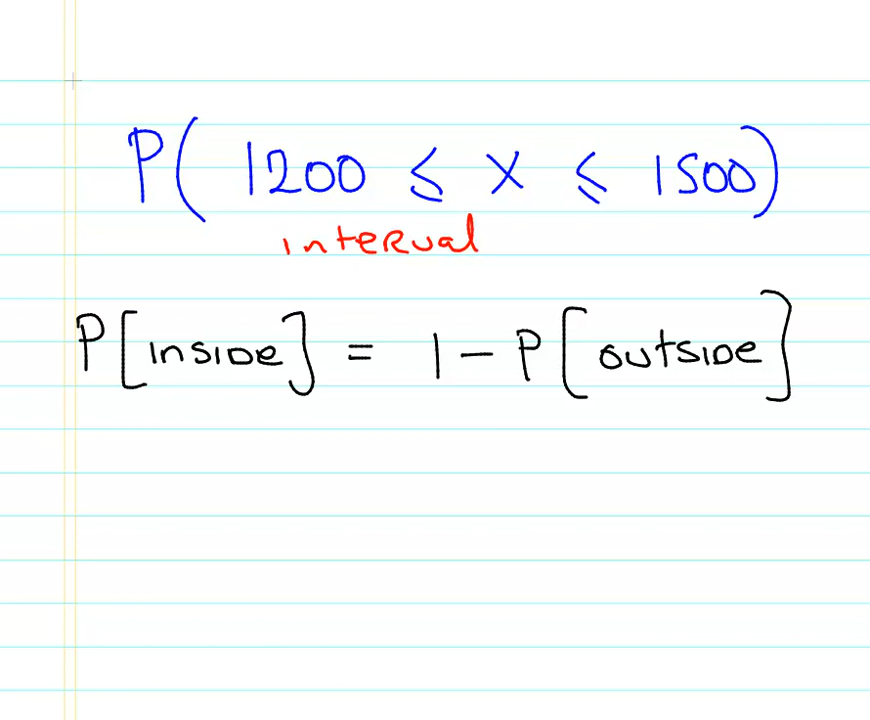 P( 1200 ≤ x ≤ 1500)
interval
P[inside] = 1 - P[outside]